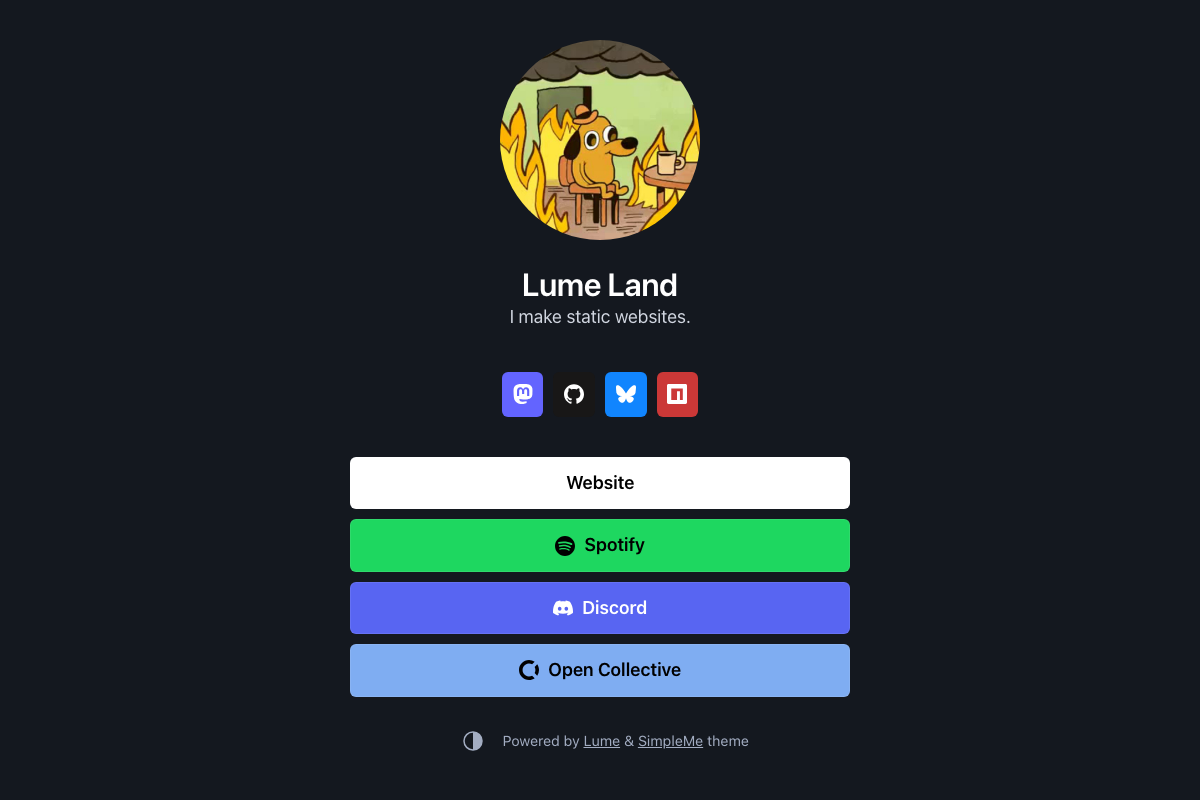 Lume Land
I make static websites.
Website
Spotify
Discord
Open Collective
Powered by Lume & SimpleMe theme